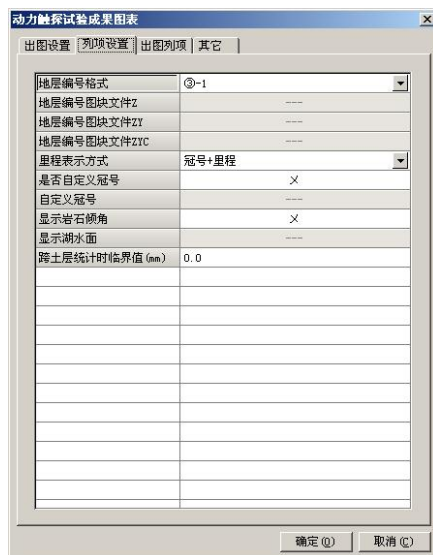 动力触探试验成果图表
出图设置 列项设置 出图列项 其它
地层编号格式 ③-1
地层编号图块文件Z ---
地层编号图块文件ZY ---
地层编号图块文件ZYC ---
里程表示方式 冠号+里程
是否自定义冠号 ×
自定义冠号 ---
显示岩石倾角 ×
显示湖水面 ---
跨土层统计时临界值(mm) 0.0
确定(O) 取消(C)